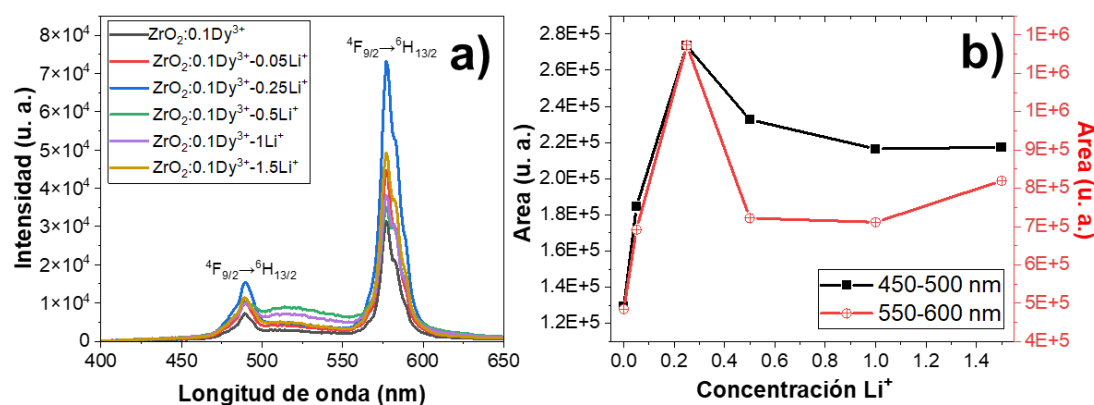 a)
ZrO₂:0.1Dy³⁺
ZrO₂:0.1Dy³⁺-0.05Li⁺
ZrO₂:0.1Dy³⁺-0.25Li⁺
ZrO₂:0.1Dy³⁺-0.5Li⁺
ZrO₂:0.1Dy³⁺-1Li⁺
ZrO₂:0.1Dy³⁺-1.5Li⁺
⁴F₉/₂→⁶H₁₃/₂
⁴F₉/₂→⁶H₁₃/₂
Intensidad (u. a.)
8×10⁴
7×10⁴
6×10⁴
5×10⁴
4×10⁴
3×10⁴
2×10⁴
1×10⁴
0
400 450 500 550 600 650
Longitud de onda (nm)
b)
Area (u. a.)
2.8E+5
2.6E+5
2.4E+5
2.2E+5
2.0E+5
1.8E+5
1.6E+5
1.4E+5
1.2E+5
0.0 0.2 0.4 0.6 0.8 1.0 1.2 1.4
Concentración Li⁺
450-500 nm
550-600 nm
1E+6
1E+6
1E+6
9E+5
8E+5
7E+5
6E+5
5E+5
4E+5
Area (u. a.)